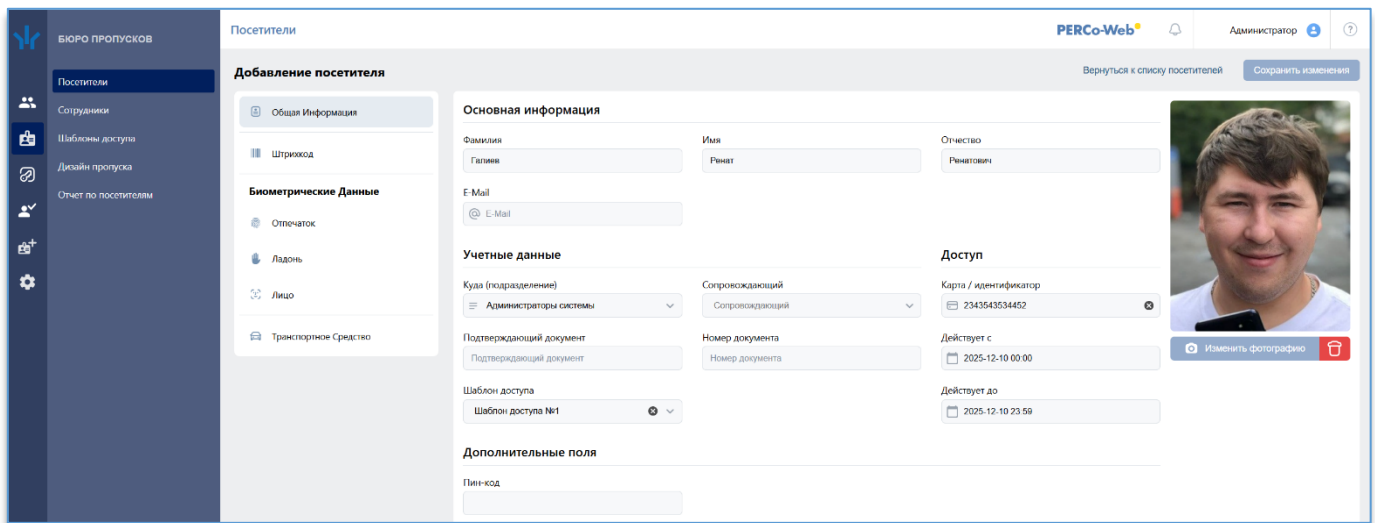 БЮРО ПРОПУСКОВ
Посетители
Сотрудники
Шаблоны доступа
Дизайн пропуска
Отчет по посетителям
Посетители
PERCo-Web
Администратор
?
Добавление посетителя
Вернуться к списку посетителей
Сохранить изменения
Общая Информация
Штрихкод
Биометрические Данные
Отпечаток
Ладонь
Лицо
Транспортное Средство
Основная информация
Фамилия
Имя
Отчество
Галиев
Ренат
Ренатович
E-Mail
@ E-Mail
Учетные данные
Доступ
Куда (подразделение)
Сопровождающий
Карта / идентификатор
Администраторы системы
Сопровождающий
2343543534452
Подтверждающий документ
Номер документа
Действует с
Подтверждающий документ
Номер документа
2025-12-10 00:00
Изменить фотографию
Шаблон доступа
Действует до
Шаблон доступа №1
2025-12-10 23:59
Дополнительные поля
Пин-код